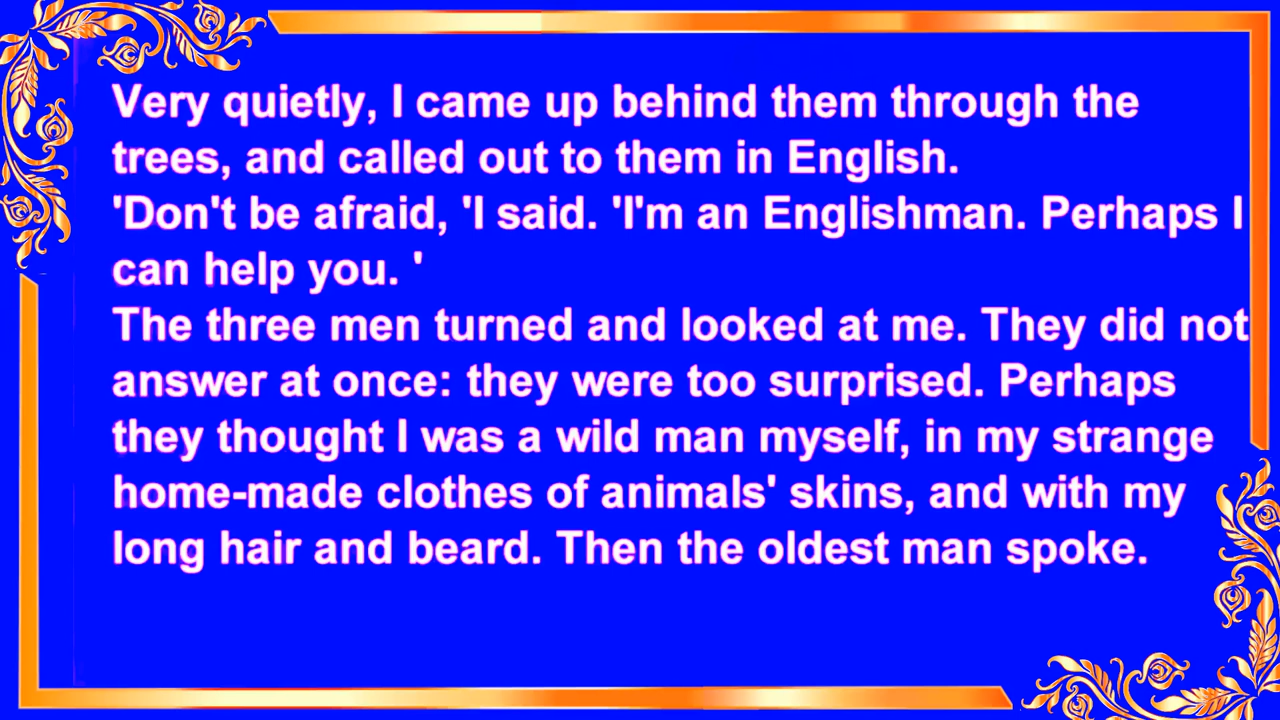 Very quietly, I came up behind them through the
trees, and called out to them in English.
'Don't be afraid, 'I said. 'I'm an Englishman. Perhaps I
can help you. '
The three men turned and looked at me. They did not
answer at once: they were too surprised. Perhaps
they thought I was a wild man myself, in my strange
home-made clothes of animals' skins, and with my
long hair and beard. Then the oldest man spoke.